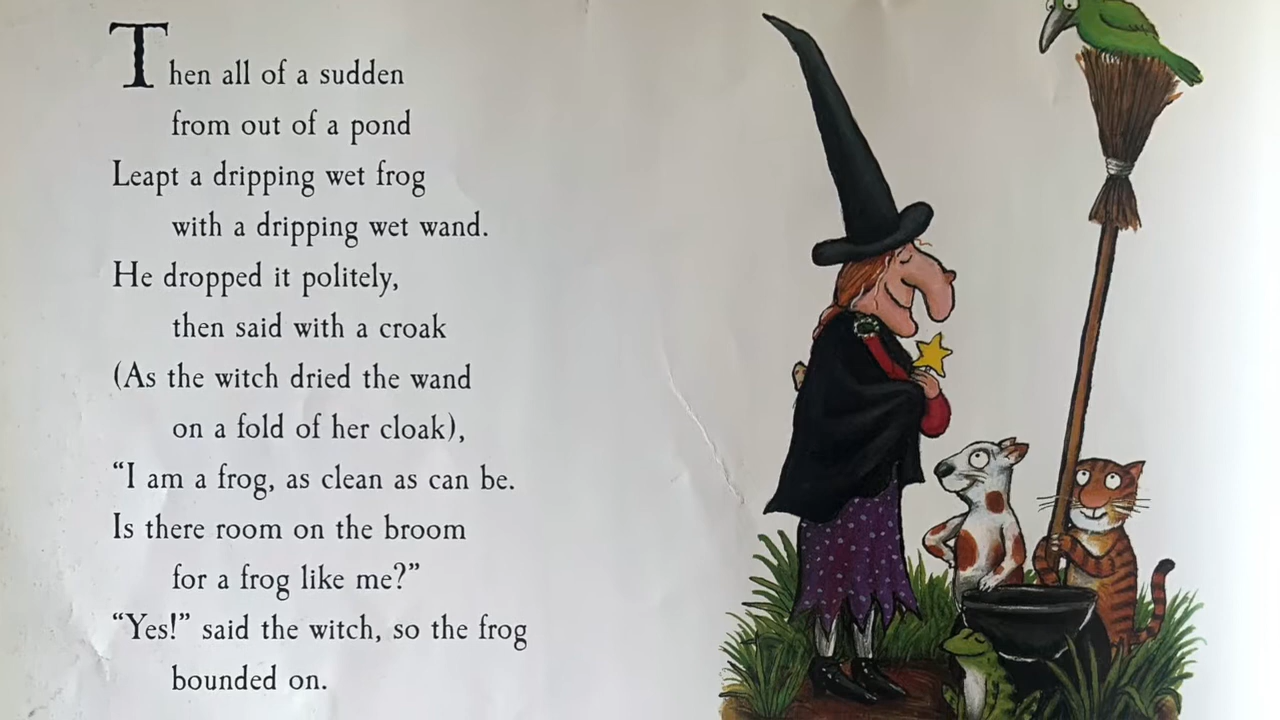 Then all of a sudden
from out of a pond
Leapt a dripping wet frog
with a dripping wet wand.
He dropped it politely,
then said with a croak
(As the witch dried the wand
on a fold of her cloak),
“I am a frog, as clean as can be.
Is there room on the broom
for a frog like me?”
“Yes!” said the witch, so the frog
bounded on.